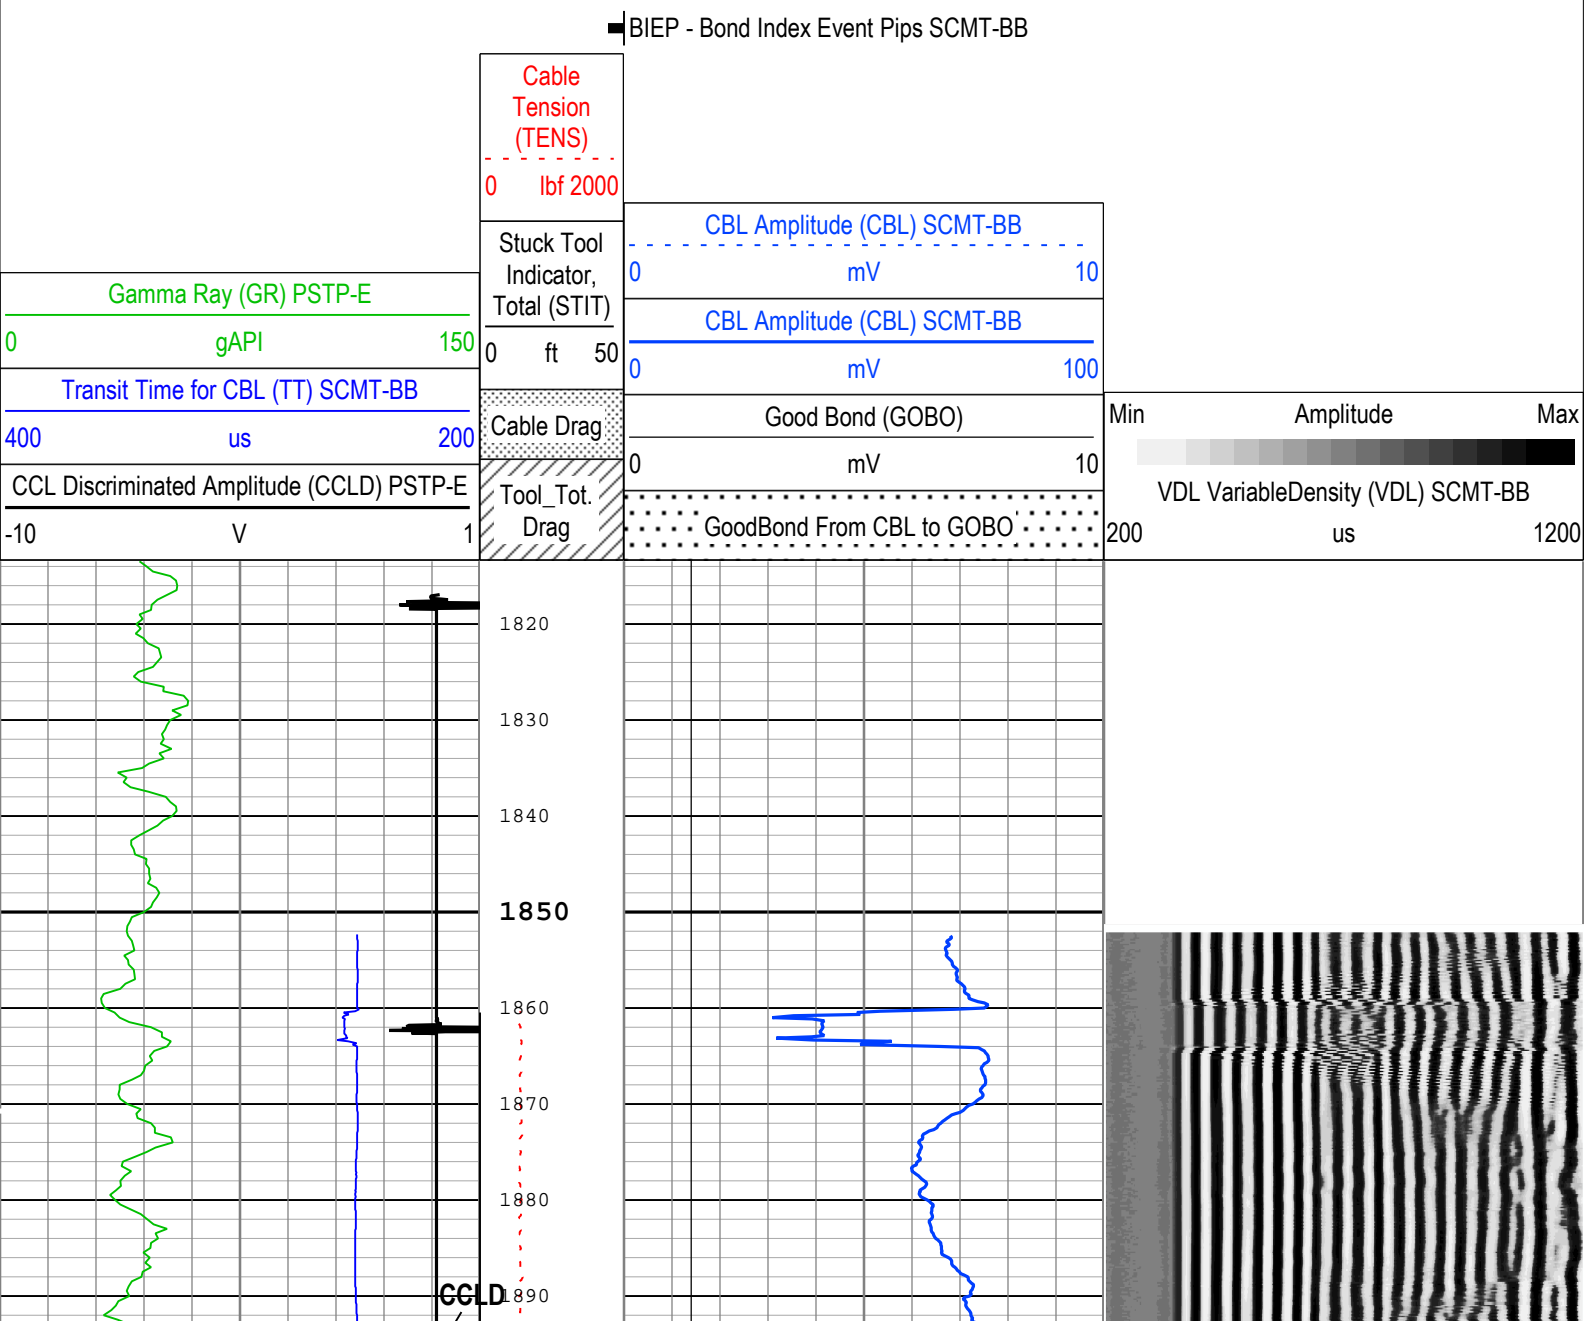 BIEP - Bond Index Event Pips SCMT-BB
Cable
Tension
(TENS)
0 lbf 2000
Stuck Tool
Indicator,
Total (STIT)
0 ft 50
Cable Drag
Tool_Tot.
Drag
Gamma Ray (GR) PSTP-E
0 gAPI 150
Transit Time for CBL (TT) SCMT-BB
400 us 200
CCL Discriminated Amplitude (CCLD) PSTP-E
-10 V 1
CBL Amplitude (CBL) SCMT-BB
0 mV 10
CBL Amplitude (CBL) SCMT-BB
0 mV 100
Good Bond (GOBO)
0 mV 10
GoodBond From CBL to GOBO
Min Amplitude Max
VDL VariableDensity (VDL) SCMT-BB
200 us 1200
1820
1830
1840
1850
1860
1870
1880
CCLD 1890